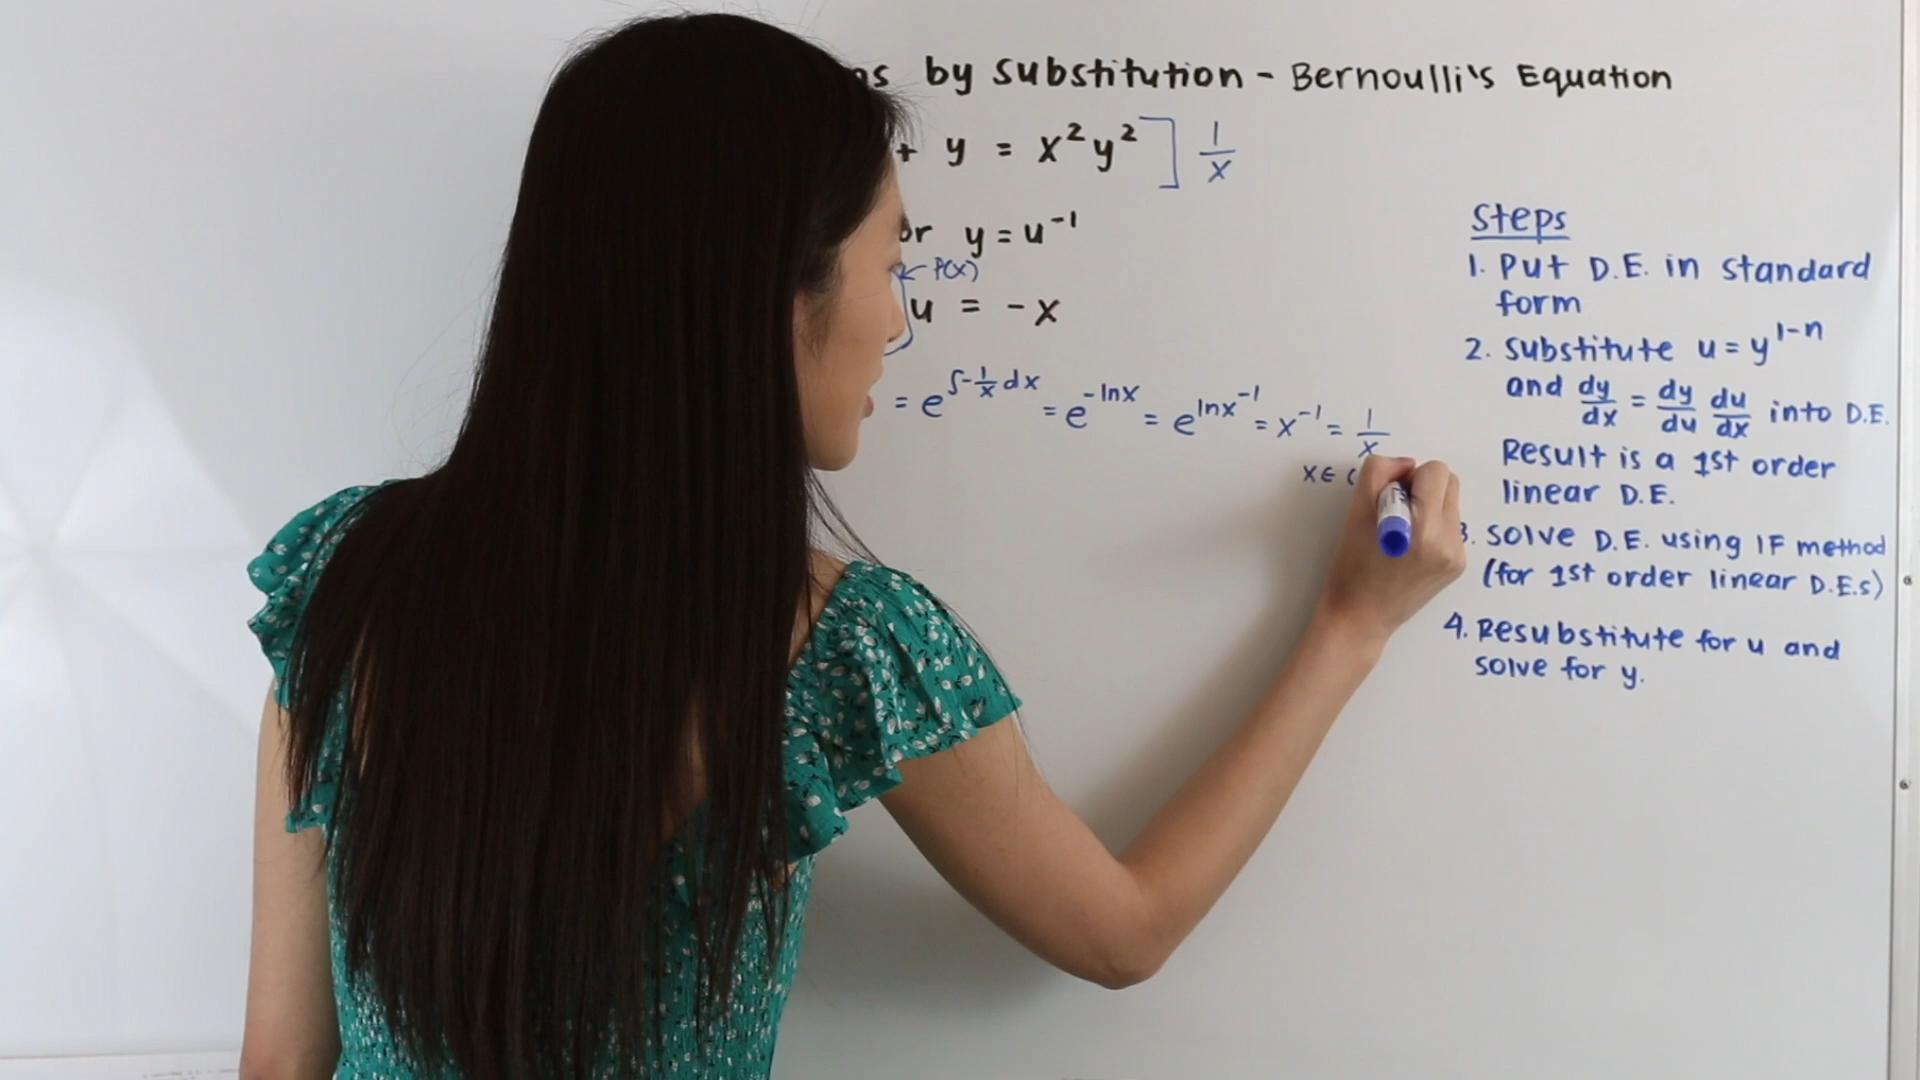 by Substitution - Bernoulli's Equation
+ y = x²y² ] 1/x
or y = u⁻¹
← P(x)
u = -x
= e^∫-1/x dx = e^-lnx = e^lnx⁻¹ = x⁻¹ = 1/x
x ∈ (
Steps
1. Put D.E. in standard
form
2. Substitute u = y^1-n
and dy/dx = dy/du du/dx into D.E.
Result is a 1st order
linear D.E.
3. Solve D.E. using IF method
(for 1st order linear D.E.s)
4. Resubstitute for u and
solve for y.